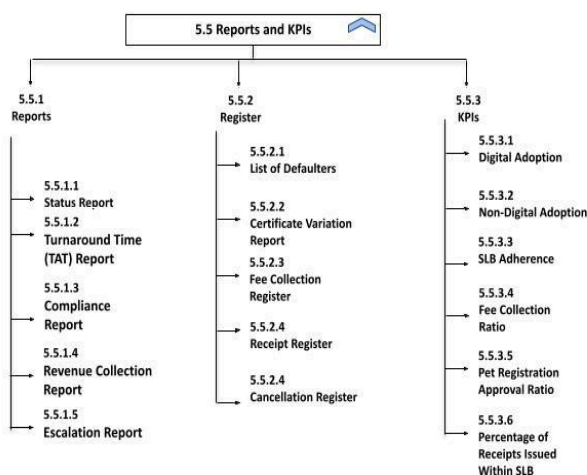 5.5 Reports and KPIs
5.5.1
Reports
5.5.1.1
Status Report
5.5.1.2
Turnaround Time
(TAT) Report
5.5.1.3
Compliance
Report
5.5.1.4
Revenue Collection
Report
5.5.1.5
Escalation Report
5.5.2
Register
5.5.2.1
List of Defaulters
5.5.2.2
Certificate Variation
Report
5.5.2.3
Fee Collection
Register
5.5.2.4
Receipt Register
5.5.2.4
Cancellation Register
5.5.3
KPIs
5.5.3.1
Digital Adoption
5.5.3.2
Non-Digital Adoption
5.5.3.3
SLB Adherence
5.5.3.4
Fee Collection
Ratio
5.5.3.5
Pet Registration
Approval Ratio
5.5.3.6
Percentage of
Receipts Issued
Within SLB